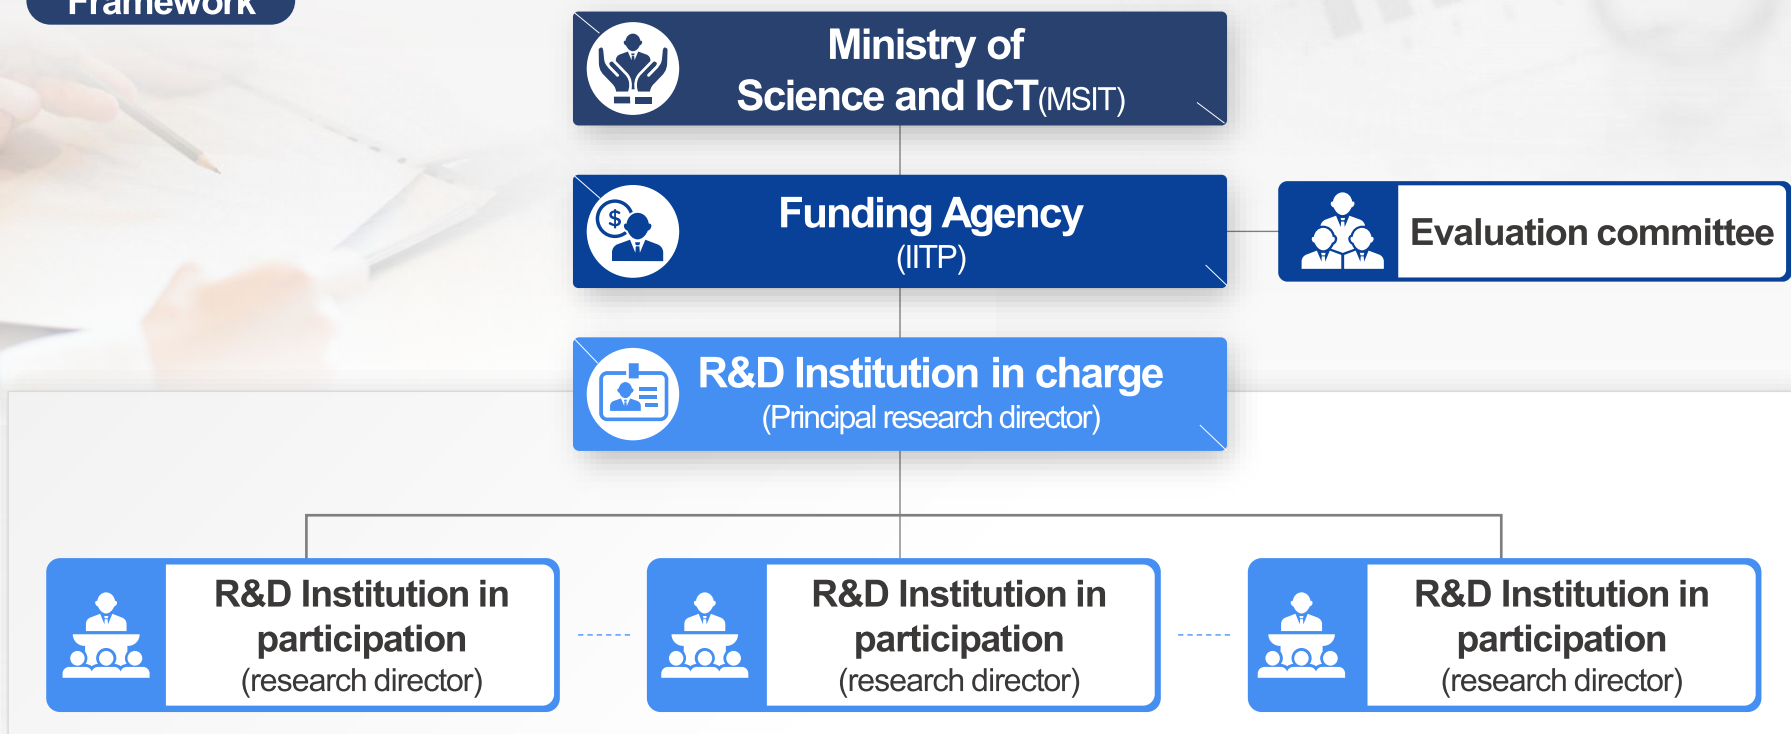 Framework
Ministry of
Science and ICT(MSIT)
Funding Agency
(IITP)
Evaluation committee
R&D Institution in charge
(Principal research director)
R&D Institution in
participation
(research director)
R&D Institution in
participation
(research director)
R&D Institution in
participation
(research director)